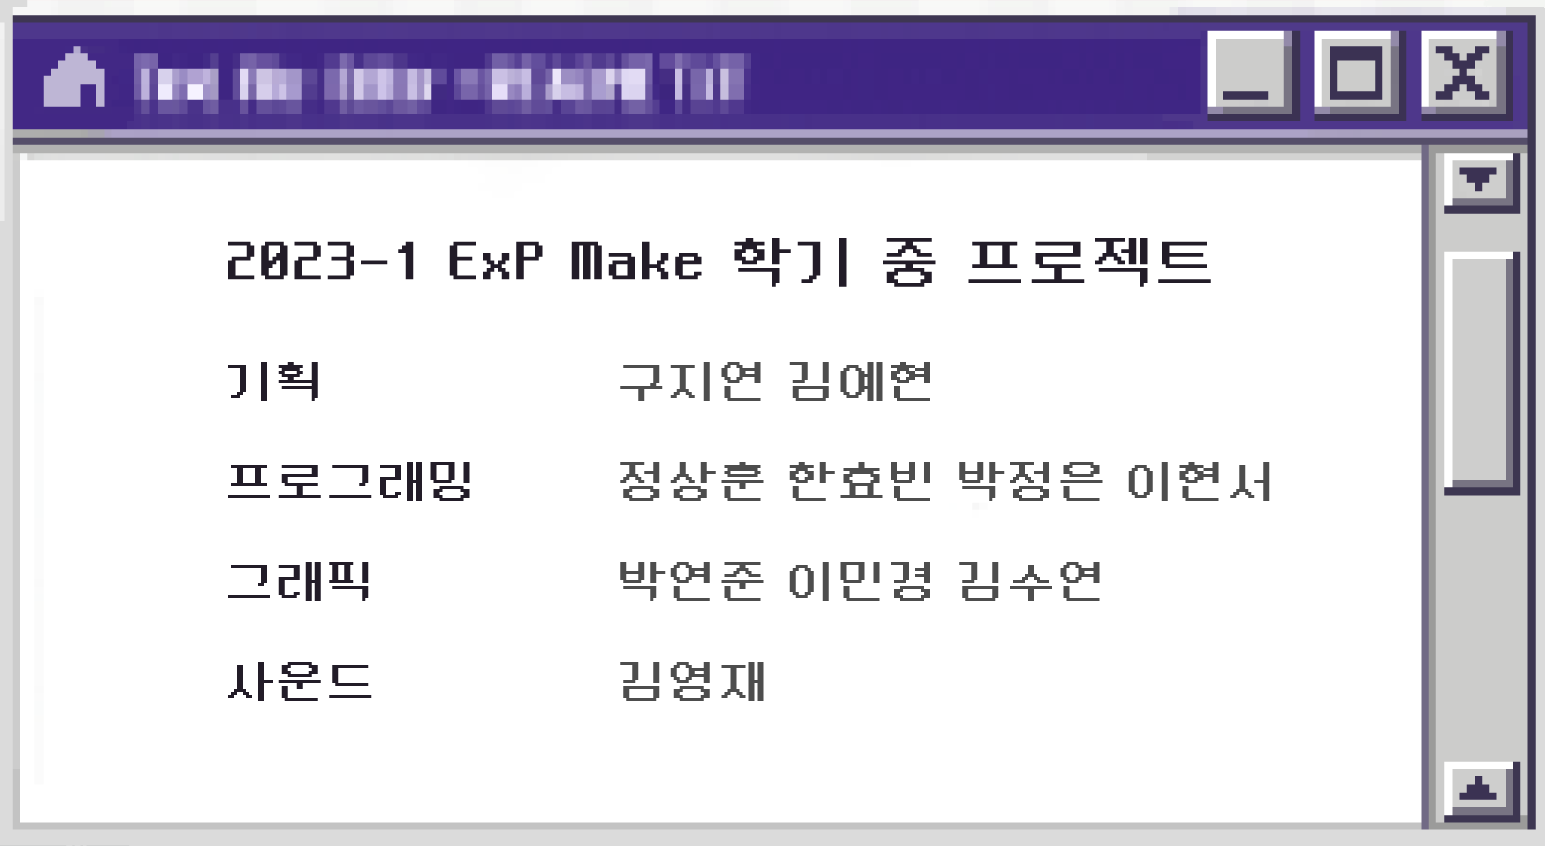 2023-1 ExP Make 학기 중 프로젝트
기획 구지연 김예현
프로그래밍 정상훈 한효빈 박정은 이현서
그래픽 박연준 이민경 김수연
사운드 김영재